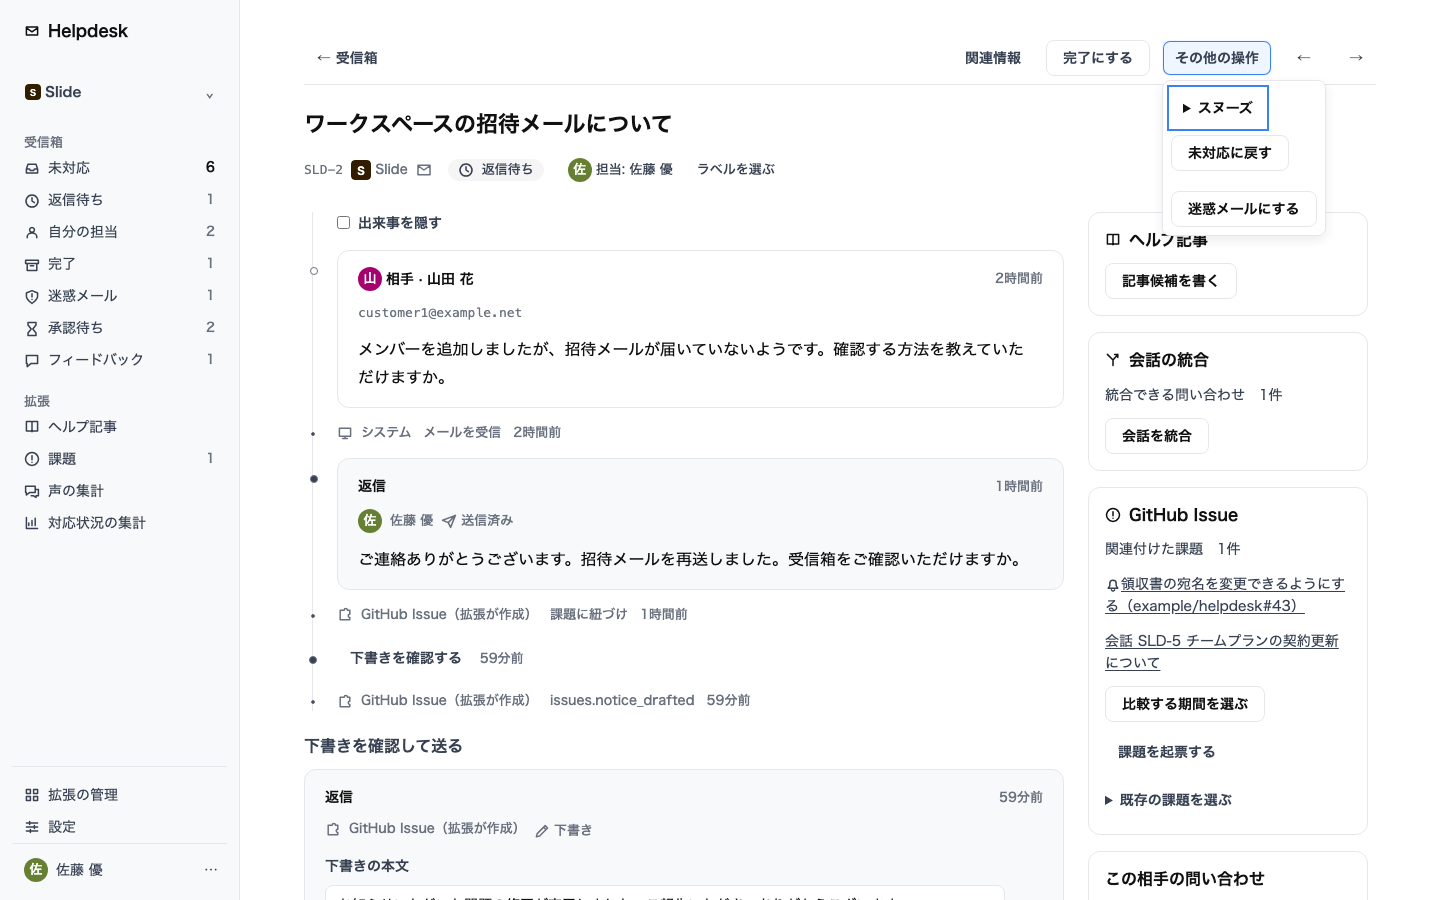 Helpdesk
S Slide
受信箱
未対応 6
返信待ち 1
自分の担当 2
完了 1
迷惑メール 1
承認待ち 2
フィードバック 1
拡張
ヘルプ記事
課題 1
声の集計
対応状況の集計
拡張の管理
設定
佐 佐藤 優 …
← 受信箱
関連情報
完了にする
その他の操作
← →
▶ スヌーズ
未対応に戻す
迷惑メールにする
ワークスペースの招待メールについて
SLD-2 S Slide 返信待ち 佐 担当: 佐藤 優 ラベルを選ぶ
出来事を隠す
山 相手 · 山田 花 2時間前
customer1@example.net
メンバーを追加しましたが、招待メールが届いていないようです。確認する方法を教えていた
だけますか。
システム メールを受信 2時間前
返信 1時間前
佐 佐藤 優 送信済み
ご連絡ありがとうございます。招待メールを再送しました。受信箱をご確認いただけますか。
GitHub Issue（拡張が作成） 課題に紐づけ 1時間前
下書きを確認する 59分前
GitHub Issue（拡張が作成） issues.notice_drafted 59分前
下書きを確認して送る
返信 59分前
GitHub Issue（拡張が作成） 下書き
下書きの本文
ヘルプ記事
記事候補を書く
会話の統合
統合できる問い合わせ 1件
会話を統合
GitHub Issue
関連付けた課題 1件
領収書の宛名を変更できるようにす
る（example/helpdesk#43）
会話 SLD-5 チームプランの契約更新
について
比較する期間を選ぶ
課題を起票する
▶ 既存の課題を選ぶ
この相手の問い合わせ